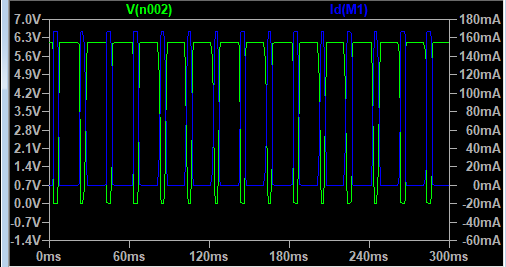 V(n002) Id(M1)
7.0V 180mA
6.3V 160mA
5.6V 140mA
4.9V 120mA
4.2V 100mA
3.5V 80mA
2.8V 60mA
2.1V 40mA
1.4V 20mA
0.7V 0mA
0.0V -20mA
-0.7V -40mA
-1.4V -60mA
0ms 60ms 120ms 180ms 240ms 300ms